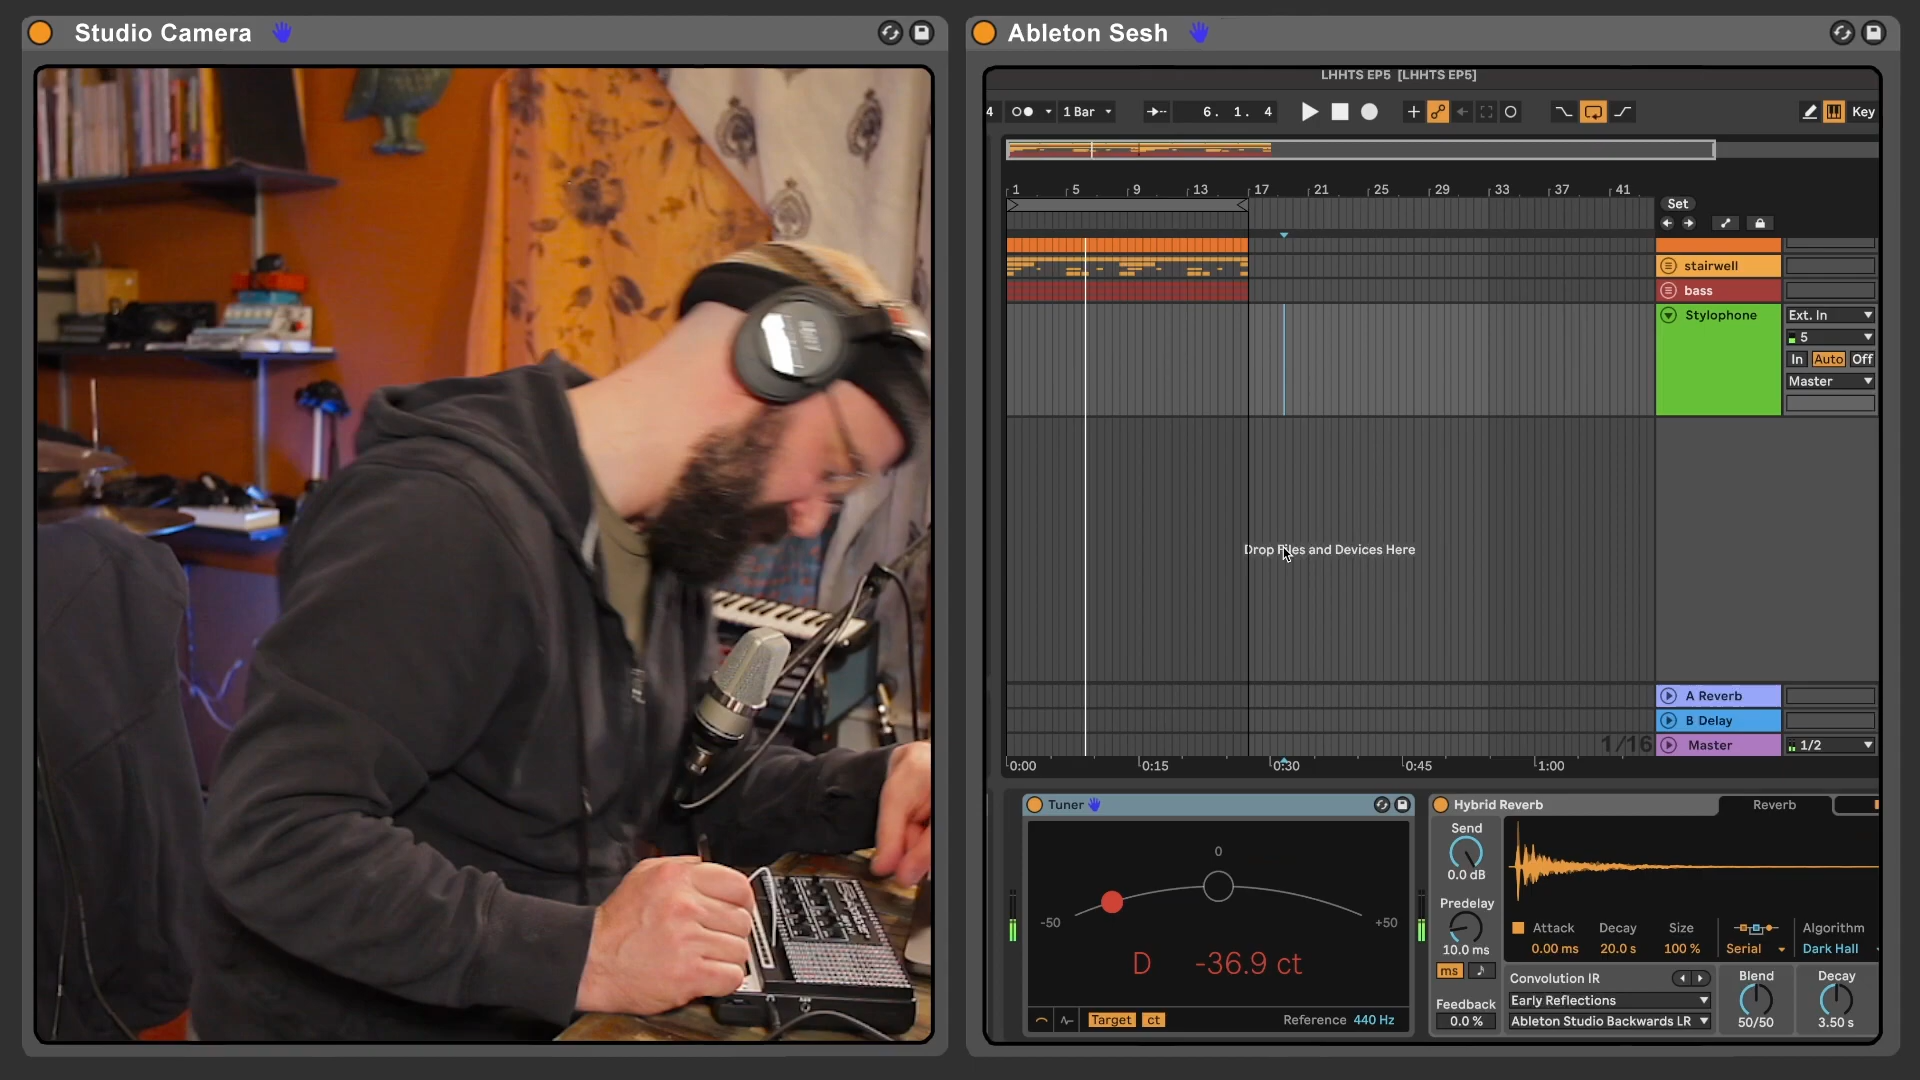 Studio Camera
Ableton Sesh
LHHTS EP5 [LHHTS EP5]
4
1 Bar
6. 1. 4
Key
1 5 9 13 17 21 25 29 33 37 41
Set
stairwell
bass
Stylophone
Ext. In
5
In Auto Off
Master
Drop Files and Devices Here
A Reverb
B Delay
1/16
Master
1/2
0:00 0:15 0:30 0:45 1:00
Tuner
0
-50
+50
D -36.9 ct
Target ct
Reference 440 Hz
Hybrid Reverb
Reverb
Send
0.0 dB
Predelay
10.0 ms
ms
Feedback
0.0 %
Attack Decay Size
0.00 ms 20.0 s 100 %
Serial
Algorithm
Dark Hall
Convolution IR
Early Reflections
Ableton Studio Backwards LR
Blend
50/50
Decay
3.50 s